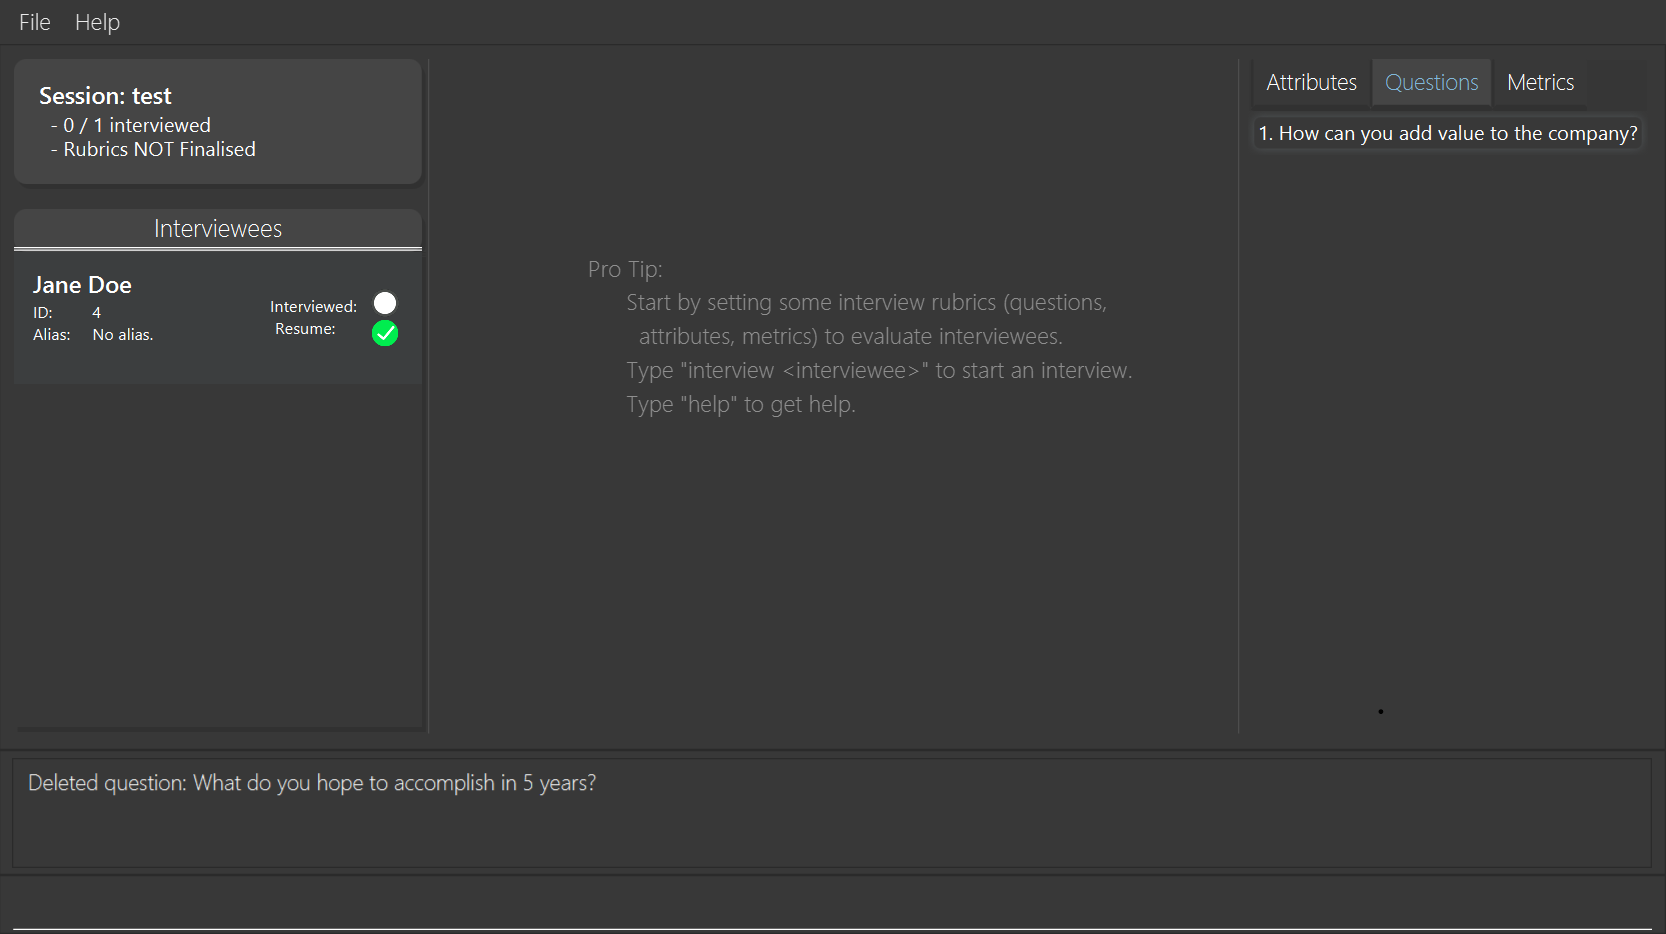 File Help
Session: test
- 0 / 1 interviewed
- Rubrics NOT Finalised
Interviewees
Jane Doe
ID: 4
Alias: No alias.
Interviewed:
Resume:
Pro Tip:
Start by setting some interview rubrics (questions,
attributes, metrics) to evaluate interviewees.
Type "interview <interviewee>" to start an interview.
Type "help" to get help.
Attributes Questions Metrics
1. How can you add value to the company?
Deleted question: What do you hope to accomplish in 5 years?